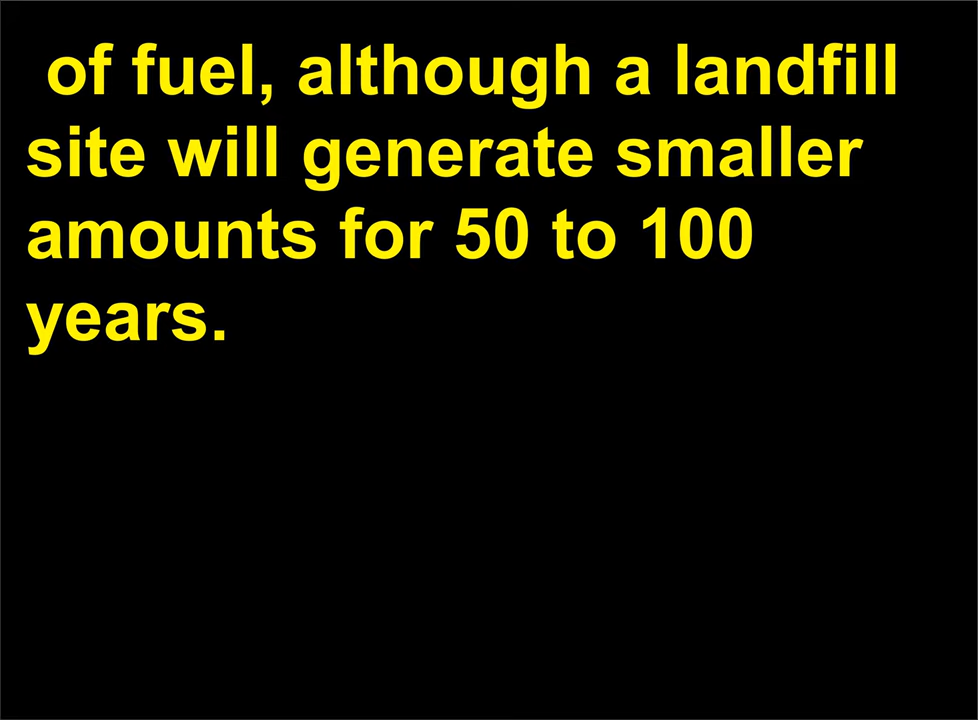 of fuel, although a landfill
site will generate smaller
amounts for 50 to 100
years.